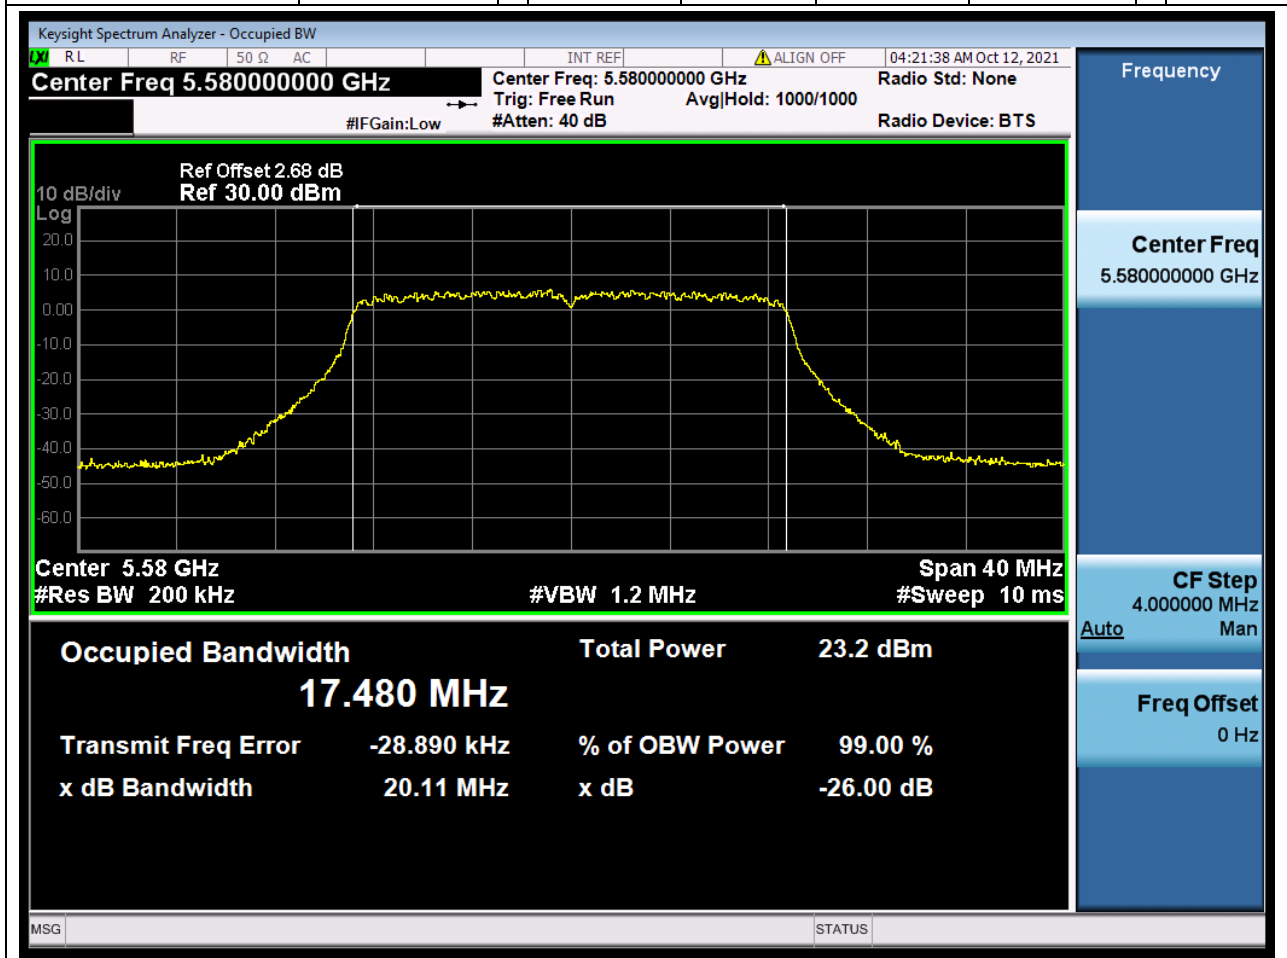 Keysight Spectrum Analyzer - Occupied BW
LXI RL RF 50 Ω AC INT REF ALIGN OFF 04:21:38 AM Oct 12, 2021
Center Freq 5.580000000 GHz
Center Freq: 5.580000000 GHz
Radio Std: None
Trig: Free Run Avg|Hold: 1000/1000
#IFGain:Low
#Atten: 40 dB
Radio Device: BTS
Ref Offset 2.68 dB
10 dB/div Ref 30.00 dBm
Log
20.0
10.0
0.00
-10.0
-20.0
-30.0
-40.0
-50.0
-60.0
Center 5.58 GHz Span 40 MHz
#Res BW 200 kHz #VBW 1.2 MHz #Sweep 10 ms
Occupied Bandwidth Total Power 23.2 dBm
17.480 MHz
Transmit Freq Error -28.890 kHz % of OBW Power 99.00 %
x dB Bandwidth 20.11 MHz x dB -26.00 dB
MSG STATUS
Frequency
Center Freq
5.580000000 GHz
CF Step
4.000000 MHz
Auto Man
Freq Offset
0 Hz